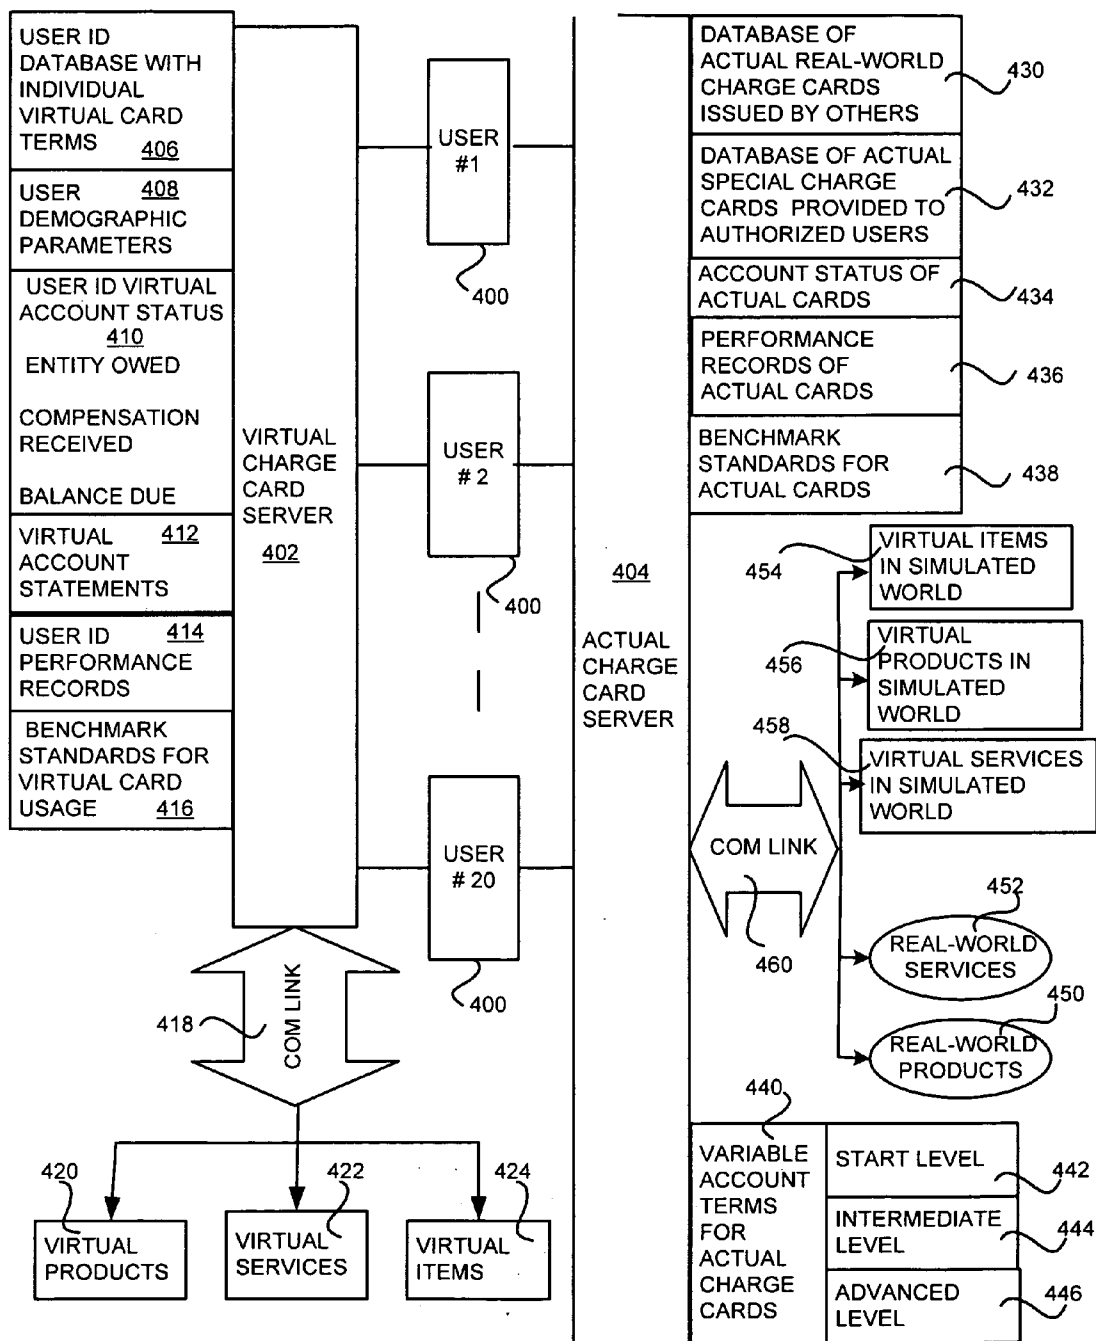 USER ID
DATABASE WITH
INDIVIDUAL
VIRTUAL CARD
TERMS 406
USER 408
DEMOGRAPHIC
PARAMETERS
USER ID VIRTUAL
ACCOUNT STATUS
410
ENTITY OWED
COMPENSATION
RECEIVED
BALANCE DUE
VIRTUAL 412
ACCOUNT
STATEMENTS
USER ID 414
PERFORMANCE
RECORDS
BENCHMARK
STANDARDS FOR
VIRTUAL CARD
USAGE 416
VIRTUAL
CHARGE
CARD
SERVER
402
USER
#1
400
USER
# 2
400
USER
# 20
400
404
ACTUAL
CHARGE
CARD
SERVER
DATABASE OF
ACTUAL REAL-WORLD
CHARGE CARDS
ISSUED BY OTHERS
430
DATABASE OF ACTUAL
SPECIAL CHARGE
CARDS PROVIDED TO
AUTHORIZED USERS
432
ACCOUNT STATUS OF
ACTUAL CARDS
434
PERFORMANCE
RECORDS OF
ACTUAL CARDS
436
BENCHMARK
STANDARDS FOR
ACTUAL CARDS
438
454
VIRTUAL ITEMS
IN SIMULATED
WORLD
456
VIRTUAL
PRODUCTS IN
SIMULATED
WORLD
458
VIRTUAL SERVICES
IN SIMULATED
WORLD
COM LINK
460
452
REAL-WORLD
SERVICES
450
REAL-WORLD
PRODUCTS
418
COM LINK
420
VIRTUAL
PRODUCTS
422
VIRTUAL
SERVICES
424
VIRTUAL
ITEMS
440
VARIABLE
ACCOUNT
TERMS
FOR
ACTUAL
CHARGE
CARDS
START LEVEL
442
INTERMEDIATE
LEVEL
444
ADVANCED
LEVEL
446